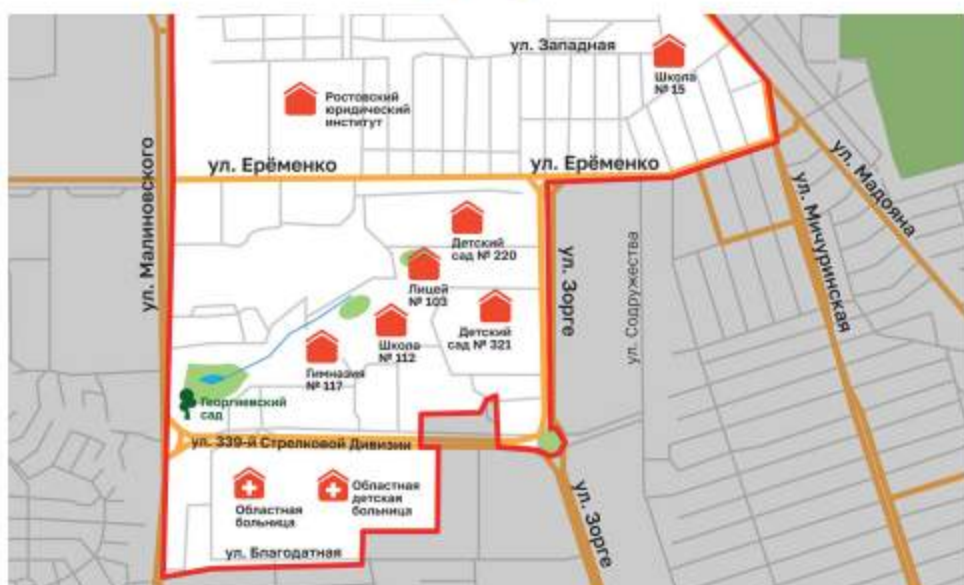 ул. Западная
Школа
№ 15
Ростовский
юридический
институт
ул. Малиновского
ул. Ерёменко
ул. Ерёменко
ул. Мадояна
ул. Мичуринская
Детский
сад № 220
ул. Зорге
ул. Содружества
Лицей
№ 103
Школа
№ 112
Детский
сад № 321
Гимназия
№ 117
Георгиевский
сад
ул. 339-й Стрелковой Дивизии
Областная
больница
Областная
детская
больница
ул. Зорге
ул. Благодатная